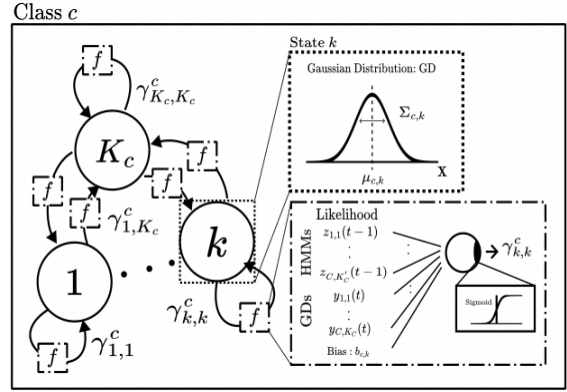 Class c
State k
Gaussian Distribution: GD
Σ_{c,k}
μ_{c,k}
X
f
γ^c_{K_c,K_c}
K_c
f
f
f
f
γ^c_{1,K_c}
k
1
. . .
γ^c_{k,k}
f
γ^c_{1,1}
f
Likelihood
HMMs
z_{1,1}(t − 1)
:
z_{C,K'_C}(t − 1)
GDs
y_{1,1}(t)
:
y_{C,K_C}(t)
Bias : b_{c,k}
γ^c_{k,k}
Sigmoid